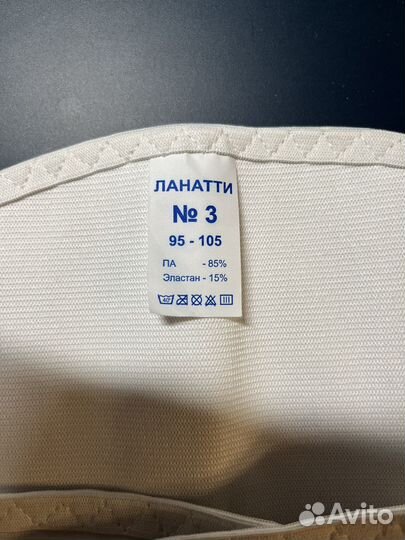 ЛАНАТТИ
№ 3
95 - 105
ПА - 85%
Эластан - 15%
Avito